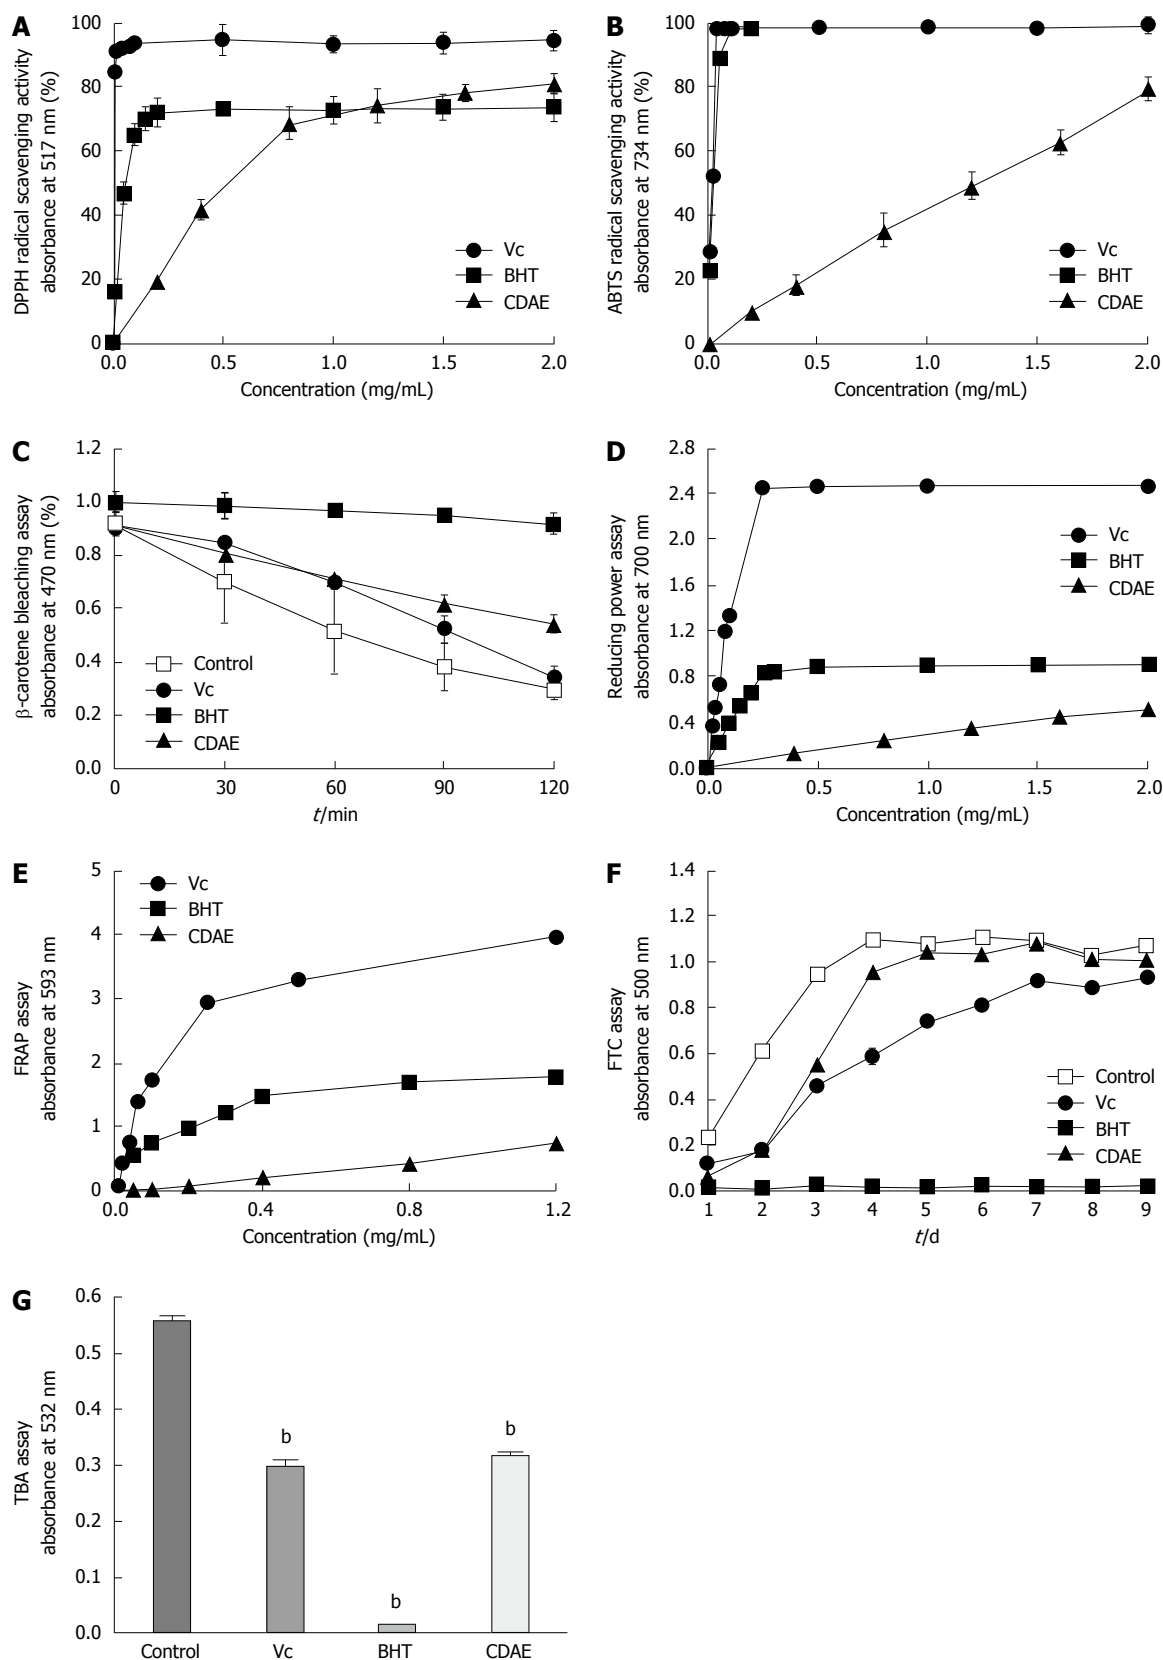 A
DPPH radical scavenging activity
absorbance at 517 nm (%)
100
80
60
40
20
0
Vc
BHT
CDAE
0.0 0.5 1.0 1.5 2.0
Concentration (mg/mL)
B
ABTS radical scavenging activity
absorbance at 734 nm (%)
100
80
60
40
20
0
Vc
BHT
CDAE
0.0 0.5 1.0 1.5 2.0
Concentration (mg/mL)
C
β-carotene bleaching assay
absorbance at 470 nm (%)
1.2
1.0
0.8
0.6
0.4
0.2
0.0
Control
Vc
BHT
CDAE
0 30 60 90 120
t/min
D
Reducing power assay
absorbance at 700 nm
2.8
2.4
2.0
1.6
1.2
0.8
0.4
0.0
Vc
BHT
CDAE
0.0 0.5 1.0 1.5 2.0
Concentration (mg/mL)
E
FRAP assay
absorbance at 593 nm
5
4
3
2
1
0
Vc
BHT
CDAE
0.0 0.4 0.8 1.2
Concentration (mg/mL)
F
FTC assay
absorbance at 500 nm
1.4
1.2
1.0
0.8
0.6
0.4
0.2
0.0
Control
Vc
BHT
CDAE
1 2 3 4 5 6 7 8 9
t/d
G
TBA assay
absorbance at 532 nm
0.6
0.5
0.4
0.3
0.2
0.1
0.0
b
b
b
Control Vc BHT CDAE